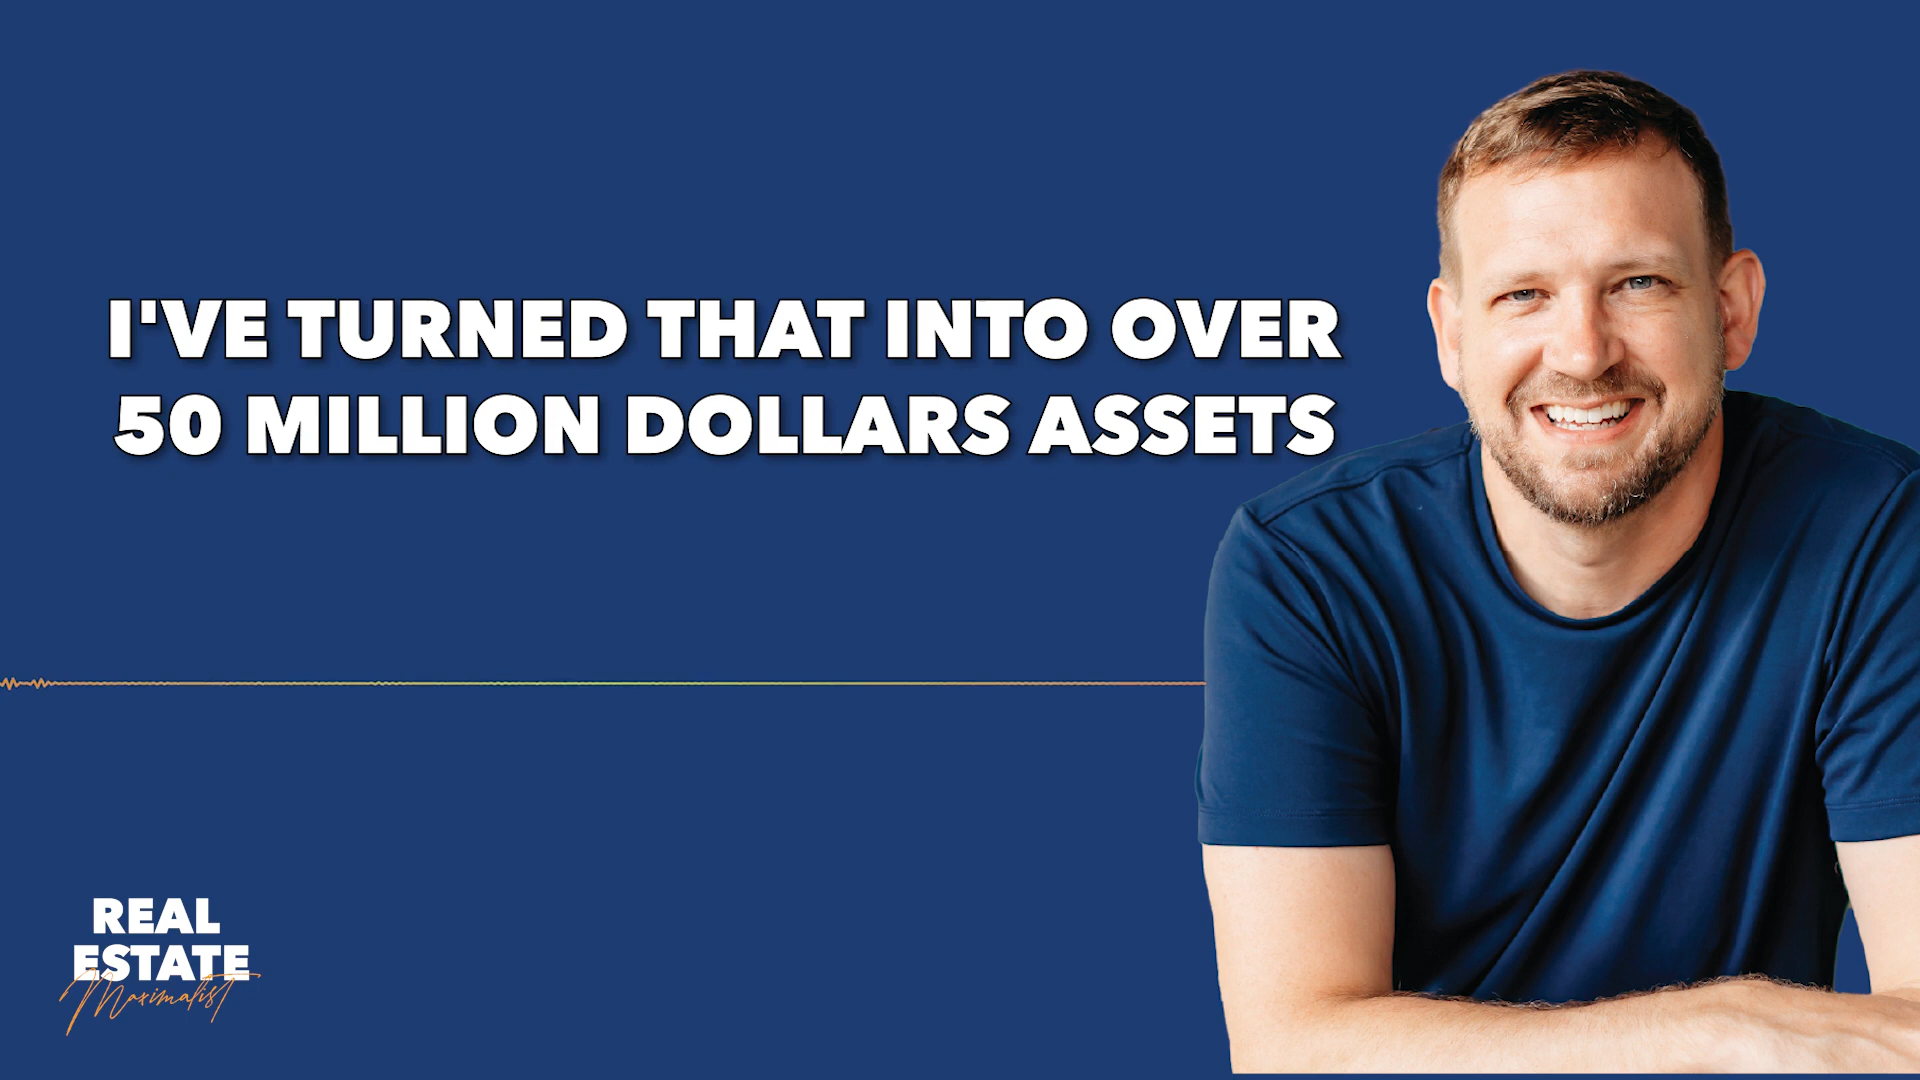 I'VE TURNED THAT INTO OVER
50 MILLION DOLLARS ASSETS
REAL
ESTATE
Maximalist